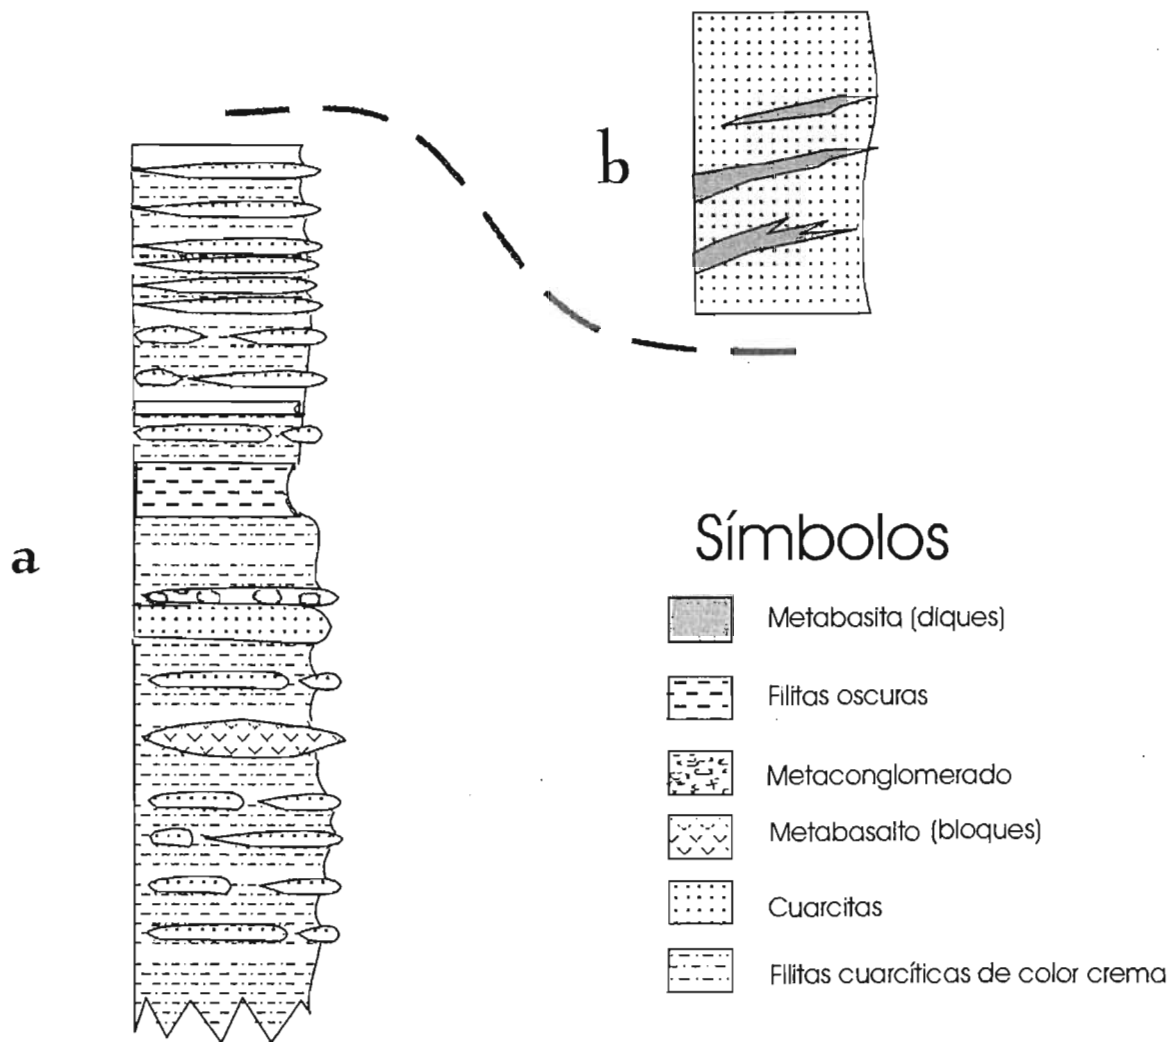 b
a
Símbolos
Metabasita (diques)
Filitas oscuras
Metaconglomerado
Metabasalto (bloques)
Cuarcitas
Filitas cuarcíticas de color crema